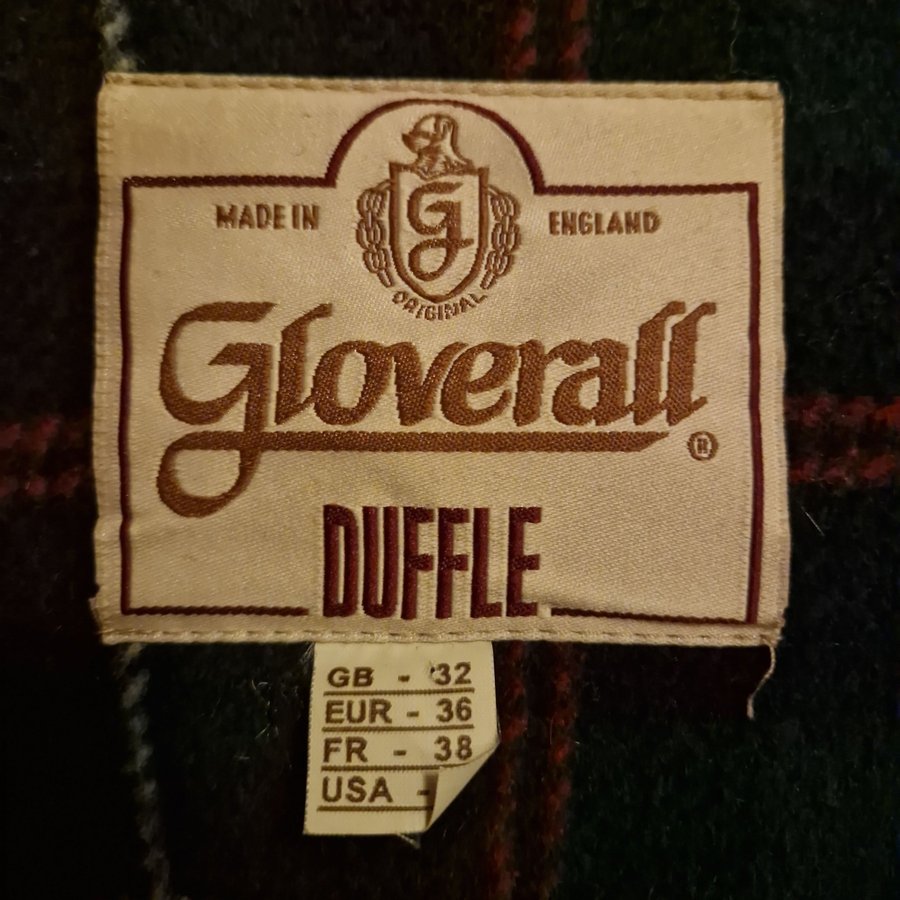 MADE IN G ENGLAND
ORIGINAL
Gloverall ®
DUFFLE
GB - 32
EUR - 36
FR - 38
USA -